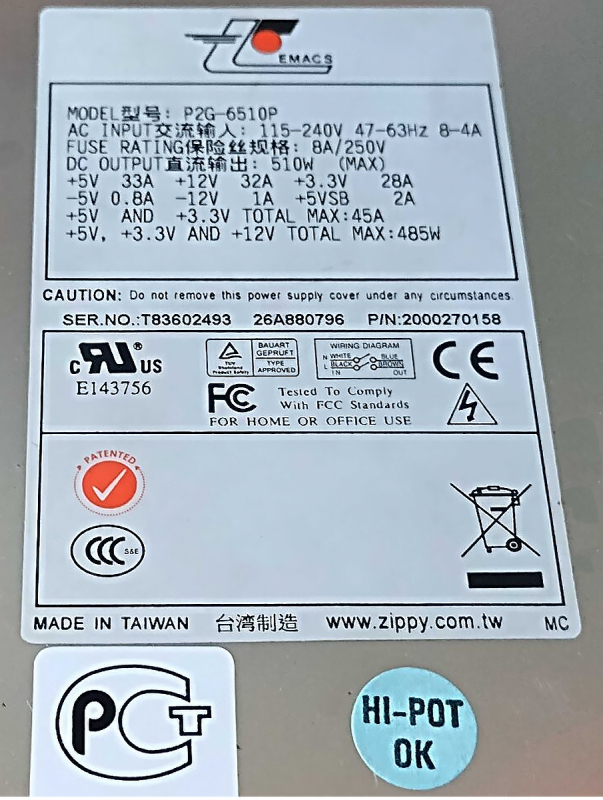 EMACS
MODEL型号: P2G-6510P
AC INPUT交流输入: 115-240V 47-63Hz 8-4A
FUSE RATING保险丝规格: 8A/250V
DC OUTPUT直流输出: 510W (MAX)
+5V 33A +12V 32A +3.3V 28A
-5V 0.8A -12V 1A +5VSB 2A
+5V AND +3.3V TOTAL MAX:45A
+5V, +3.3V AND +12V TOTAL MAX:485W
CAUTION: Do not remove this power supply cover under any circumstances.
SER.NO.:T83602493 26A880796 P/N:2000270158
c RU ® US
E143756
TÜV
Rheinland
Product Safety
BAUART
GEPRUFT
TYPE
APPROVED
WIRING DIAGRAM
N WHITE BLUE
L BLACK BROWN
IN OUT
CE
FC Tested To Comply
With FCC Standards
FOR HOME OR OFFICE USE
PATENTED
CCC S&E
MADE IN TAIWAN 台湾制造 www.zippy.com.tw MC
PCT
HI-POT
OK